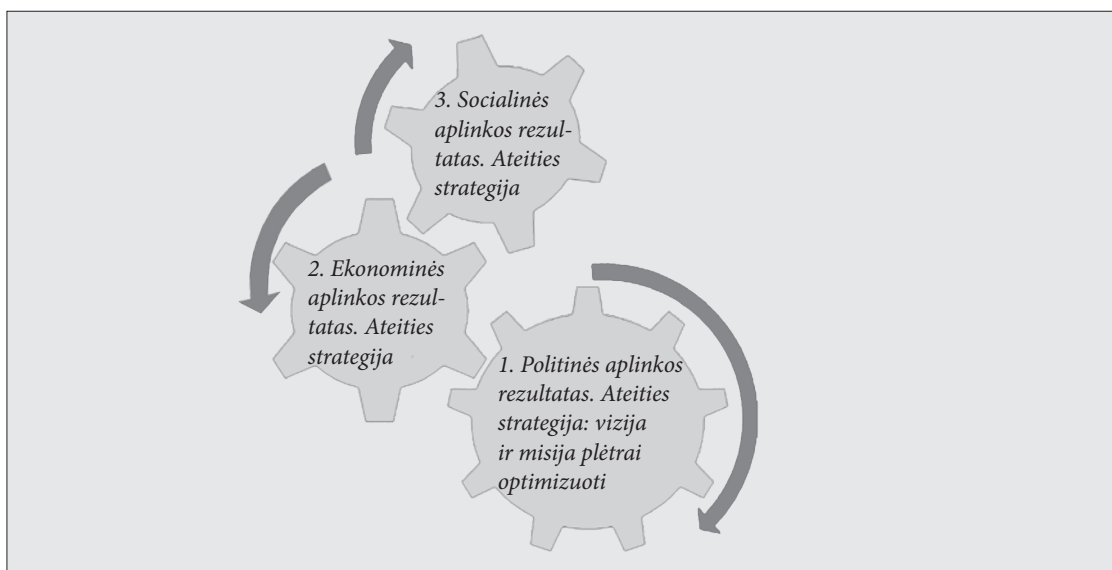 3. Socialinės
aplinkos rezul-
tatas. Ateities
strategija
2. Ekonominės
aplinkos rezul-
tatas. Ateities
strategija
1. Politinės aplinkos
rezultatas. Ateities
strategija: vizija
ir misija plėtrai
optimizuoti